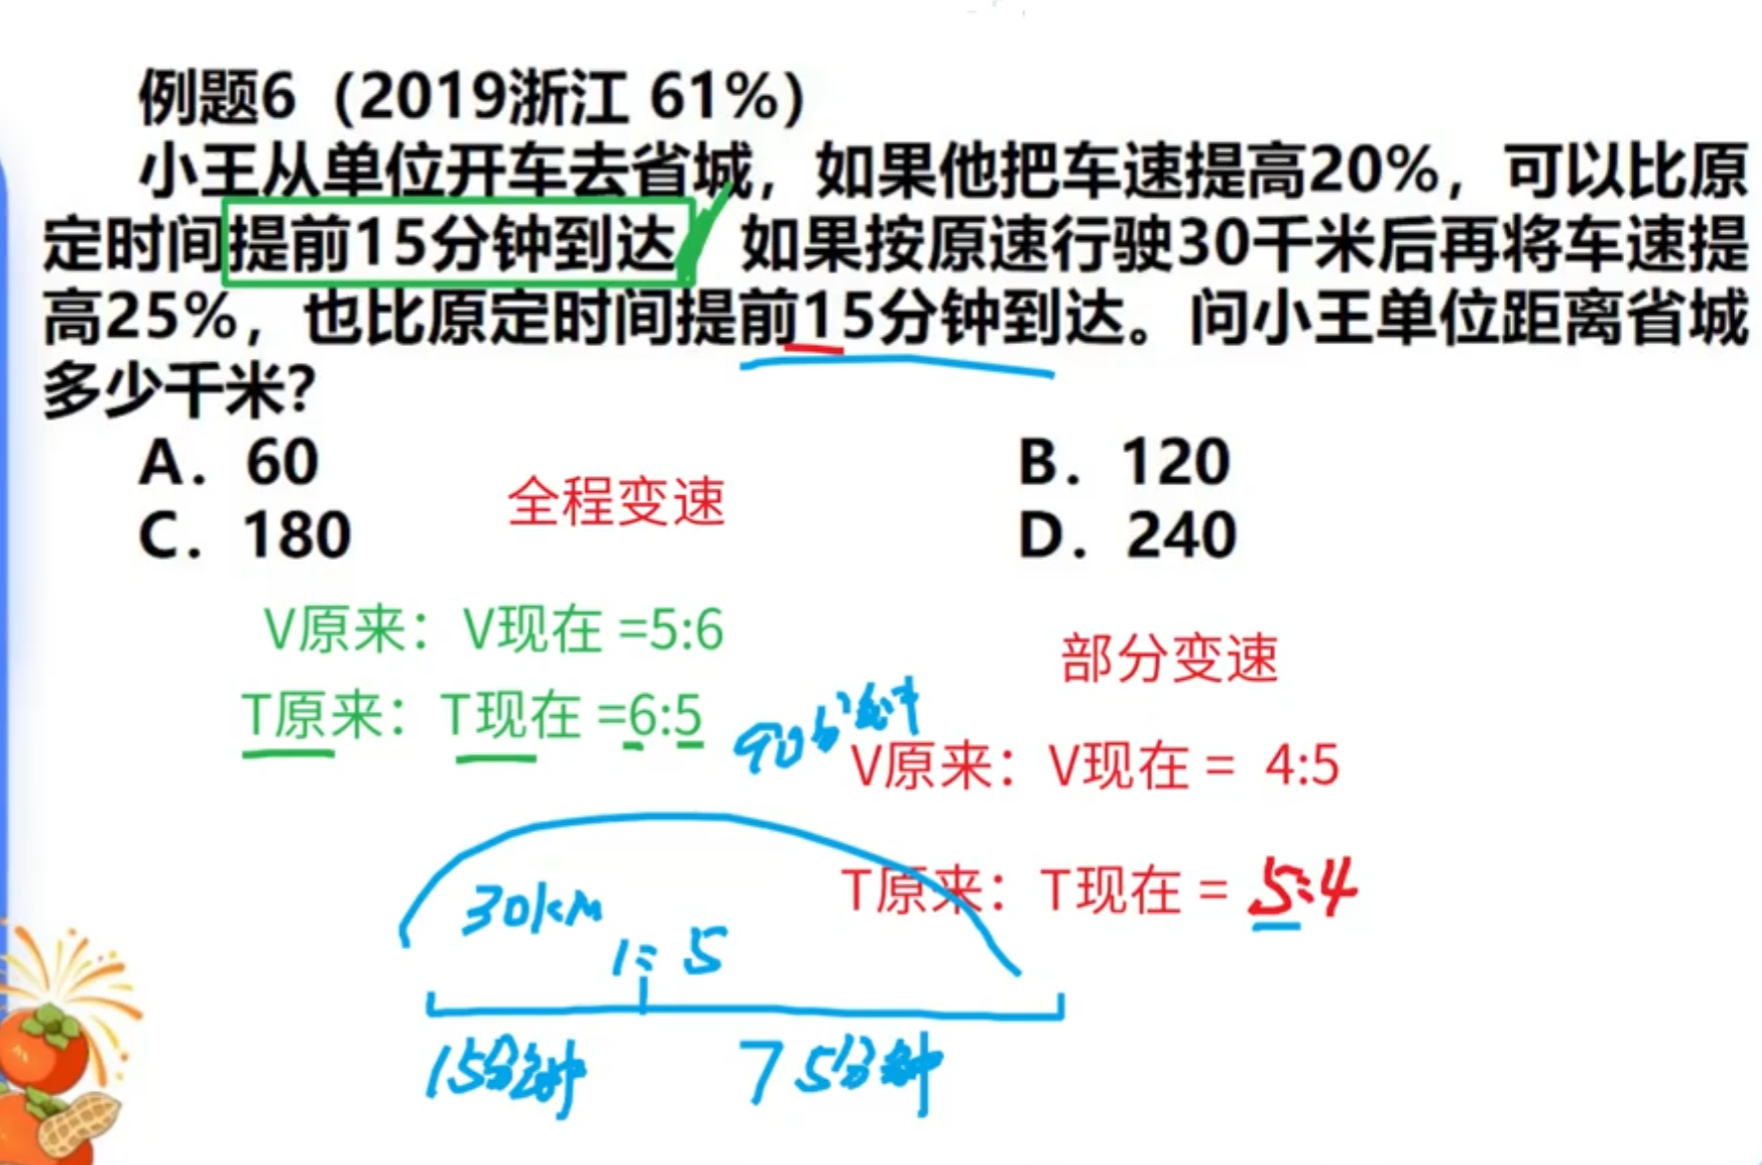 例题6（2019浙江 61%）
小王从单位开车去省城，如果他把车速提高20%，可以比原
定时间提前15分钟到达 如果按原速行驶30千米后再将车速提
高25%，也比原定时间提前15分钟到达。问小王单位距离省城
多少千米？
A．60
B．120
C．180
D．240
全程变速
V原来：V现在 =5:6
T原来：T现在 =6:5
部分变速
90分钟
V原来：V现在 = 4:5
T原来：T现在 = 5:4
30km
1:5
15分钟
75分钟